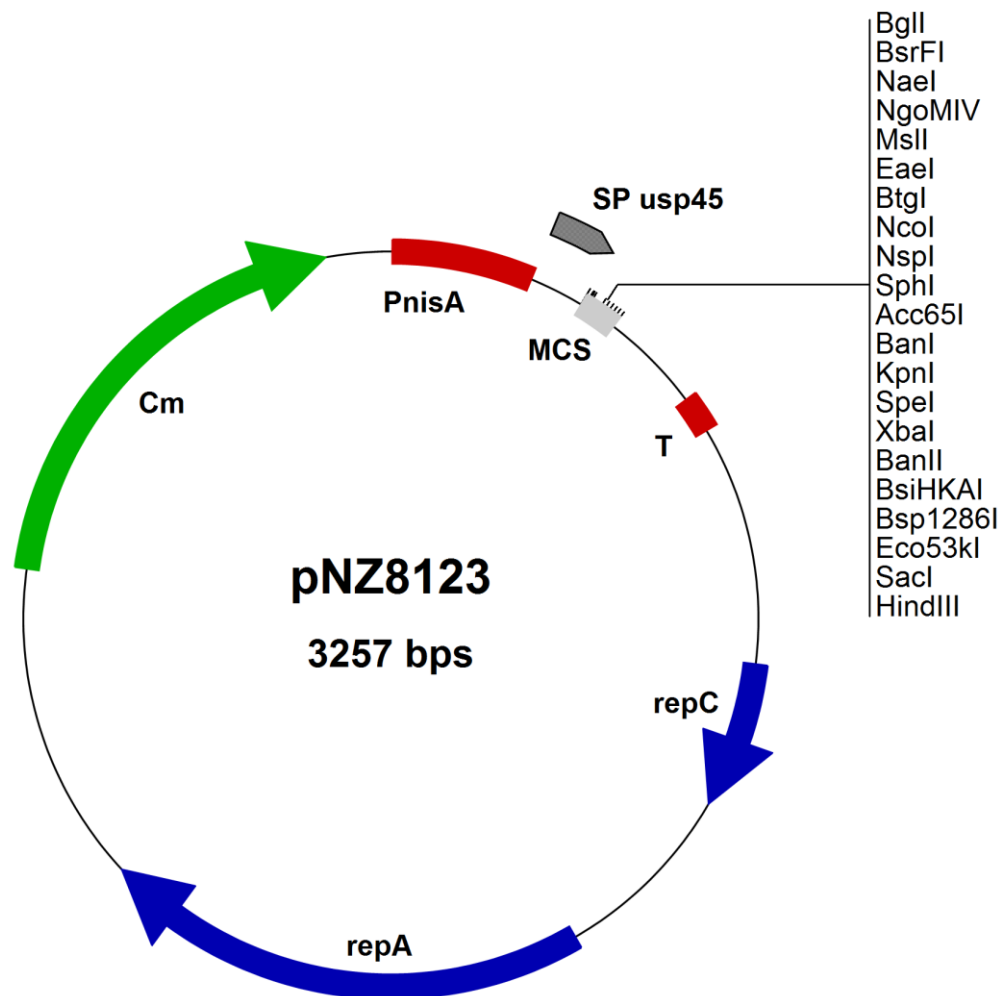 BglI
BsrFI
NaeI
NgoMIV
MslI
EaeI
BtgI
NcoI
NspI
SphI
Acc65I
BanI
KpnI
SpeI
XbaI
BanII
BsiHKAI
Bsp1286I
Eco53kI
SacI
HindIII
SP usp45
PnisA
MCS
Cm
T
pNZ8123
3257 bps
repC
repA